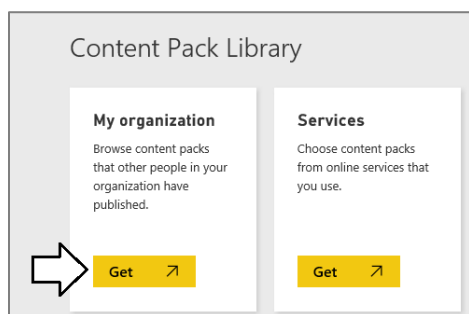 Content Pack Library
My organization
Browse content packs
that other people in your
organization have
published.
Get
Services
Choose content packs
from online services that
you use.
Get